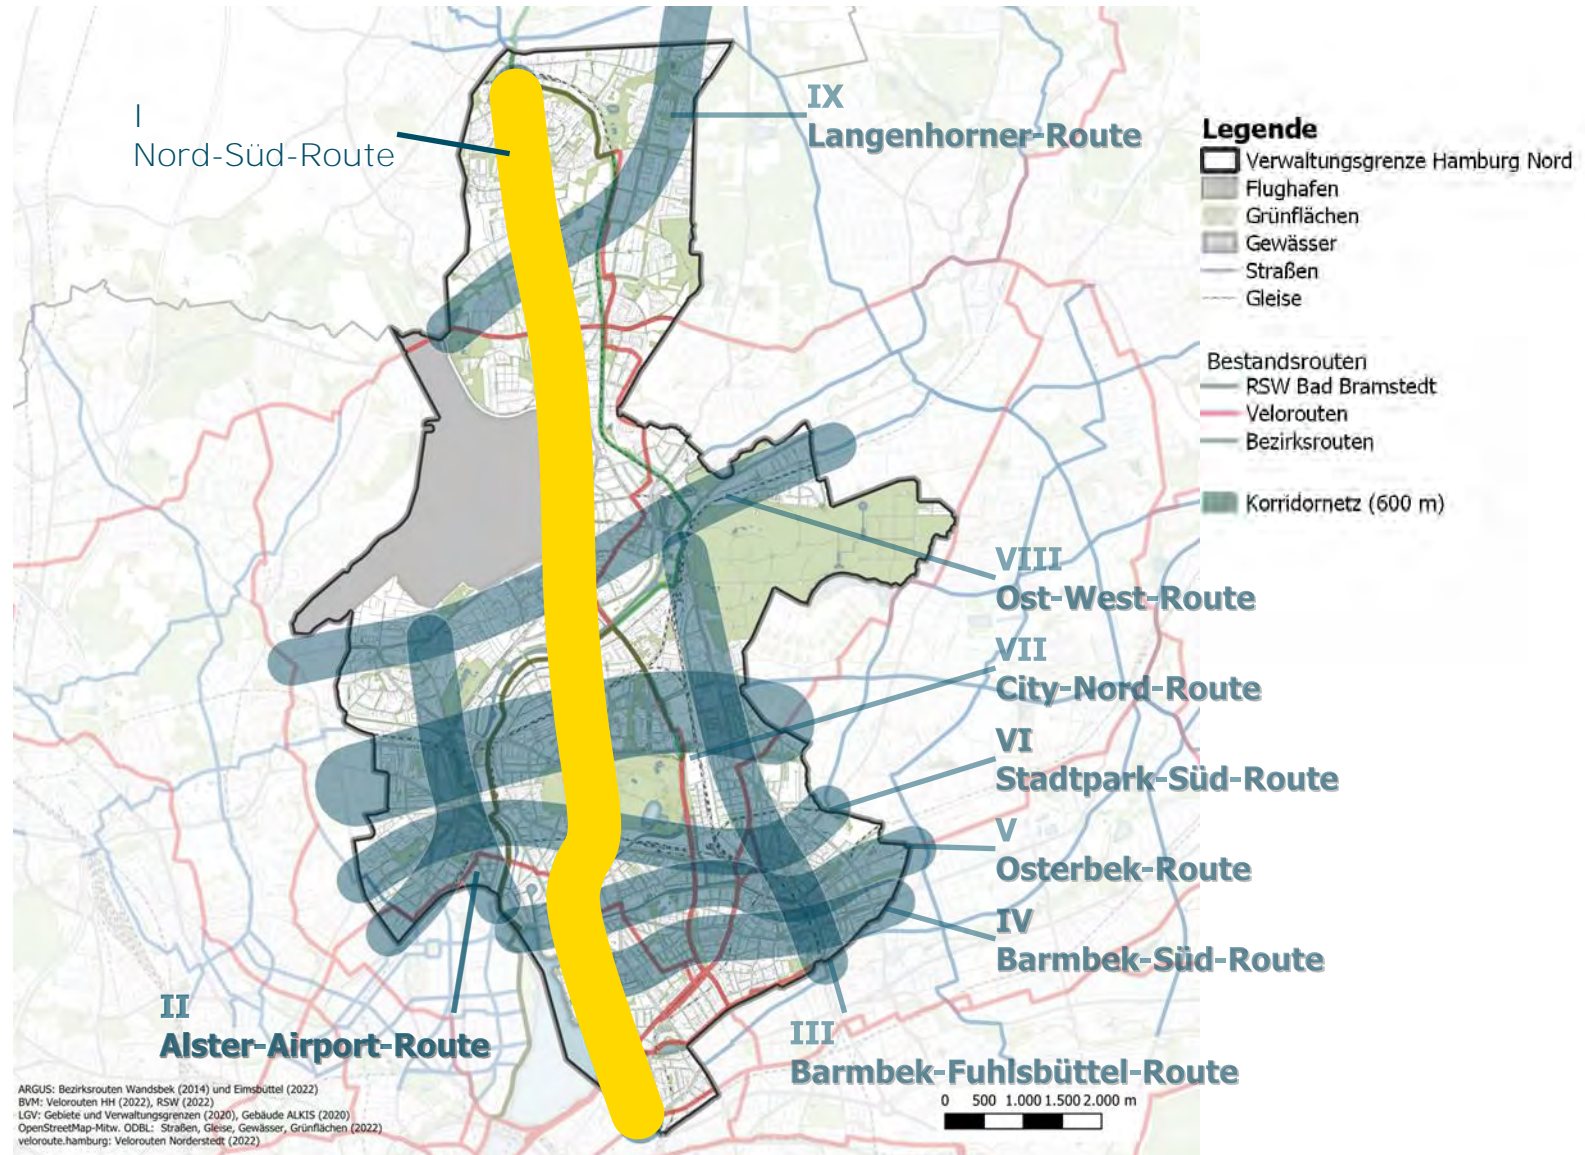 I
Nord-Süd-Route
IX
Langenhorner-Route
Legende
Verwaltungsgrenze Hamburg Nord
Flughafen
Grünflächen
Gewässer
Straßen
Gleise
Bestandsrouten
RSW Bad Bramstedt
Velorouten
Bezirksrouten
Korridornetz (600 m)
VIII
Ost-West-Route
VII
City-Nord-Route
VI
Stadtpark-Süd-Route
V
Osterbek-Route
IV
Barmbek-Süd-Route
III
Barmbek-Fuhlsbüttel-Route
II
Alster-Airport-Route
ARGUS: Bezirksrouten Wandsbek (2014) und Eimsbüttel (2022)
BVM: Velorouten HH (2022), RSW (2022)
LGV: Gebiete und Verwaltungsgrenzen (2020), Gebäude ALKIS (2020)
OpenStreetMap-Mitw. ODBL: Straßen, Gleise, Gewässer, Grünflächen (2022)
veloroute.hamburg: Velorouten Norderstedt (2022)
0 500 1.000 1.500 2.000 m